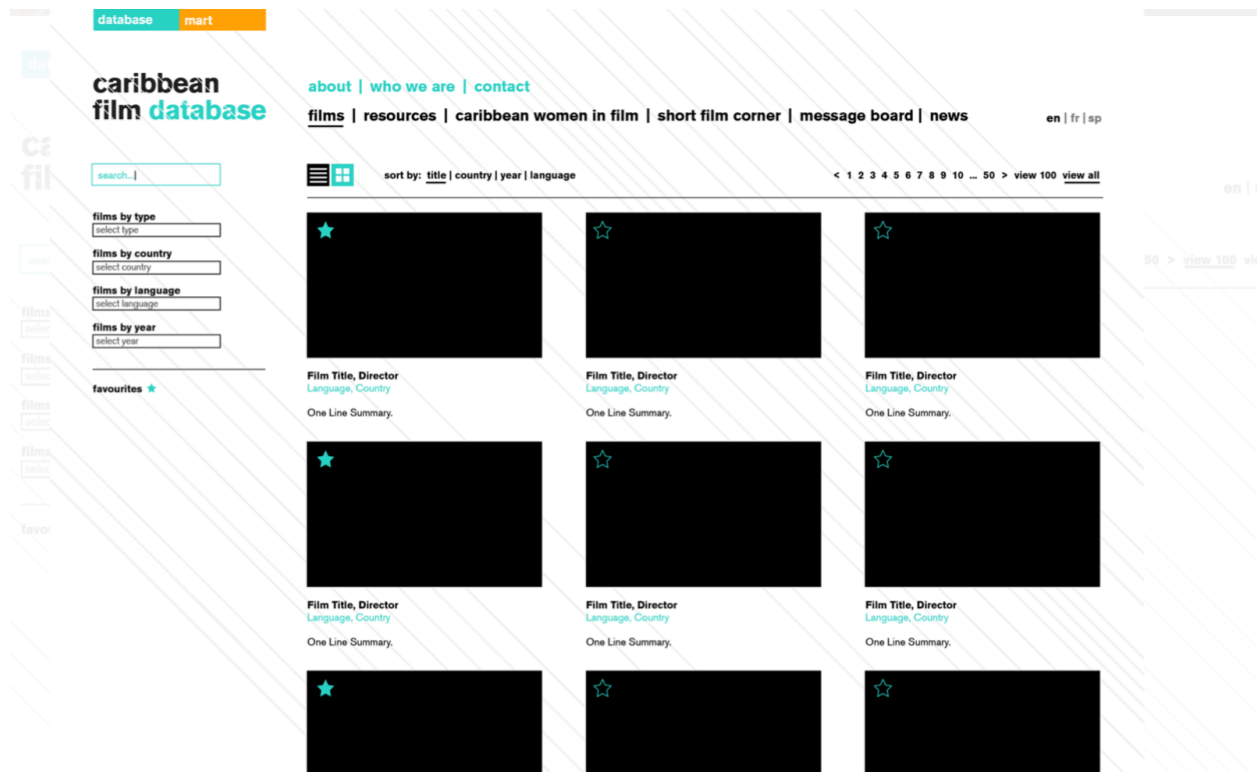 database mart
caribbean
film database
about | who we are | contact
films | resources | caribbean women in film | short film corner | message board | news
en | fr | sp
search...
sort by: title | country | year | language
< 1 2 3 4 5 6 7 8 9 10 ... 50 > view 100 view all
films by type
select type
films by country
select country
films by language
select language
films by year
select year
favourites
Film Title, Director
Language, Country
One Line Summary.
Film Title, Director
Language, Country
One Line Summary.
Film Title, Director
Language, Country
One Line Summary.
Film Title, Director
Language, Country
One Line Summary.
Film Title, Director
Language, Country
One Line Summary.
Film Title, Director
Language, Country
One Line Summary.
en |
50 > view 100